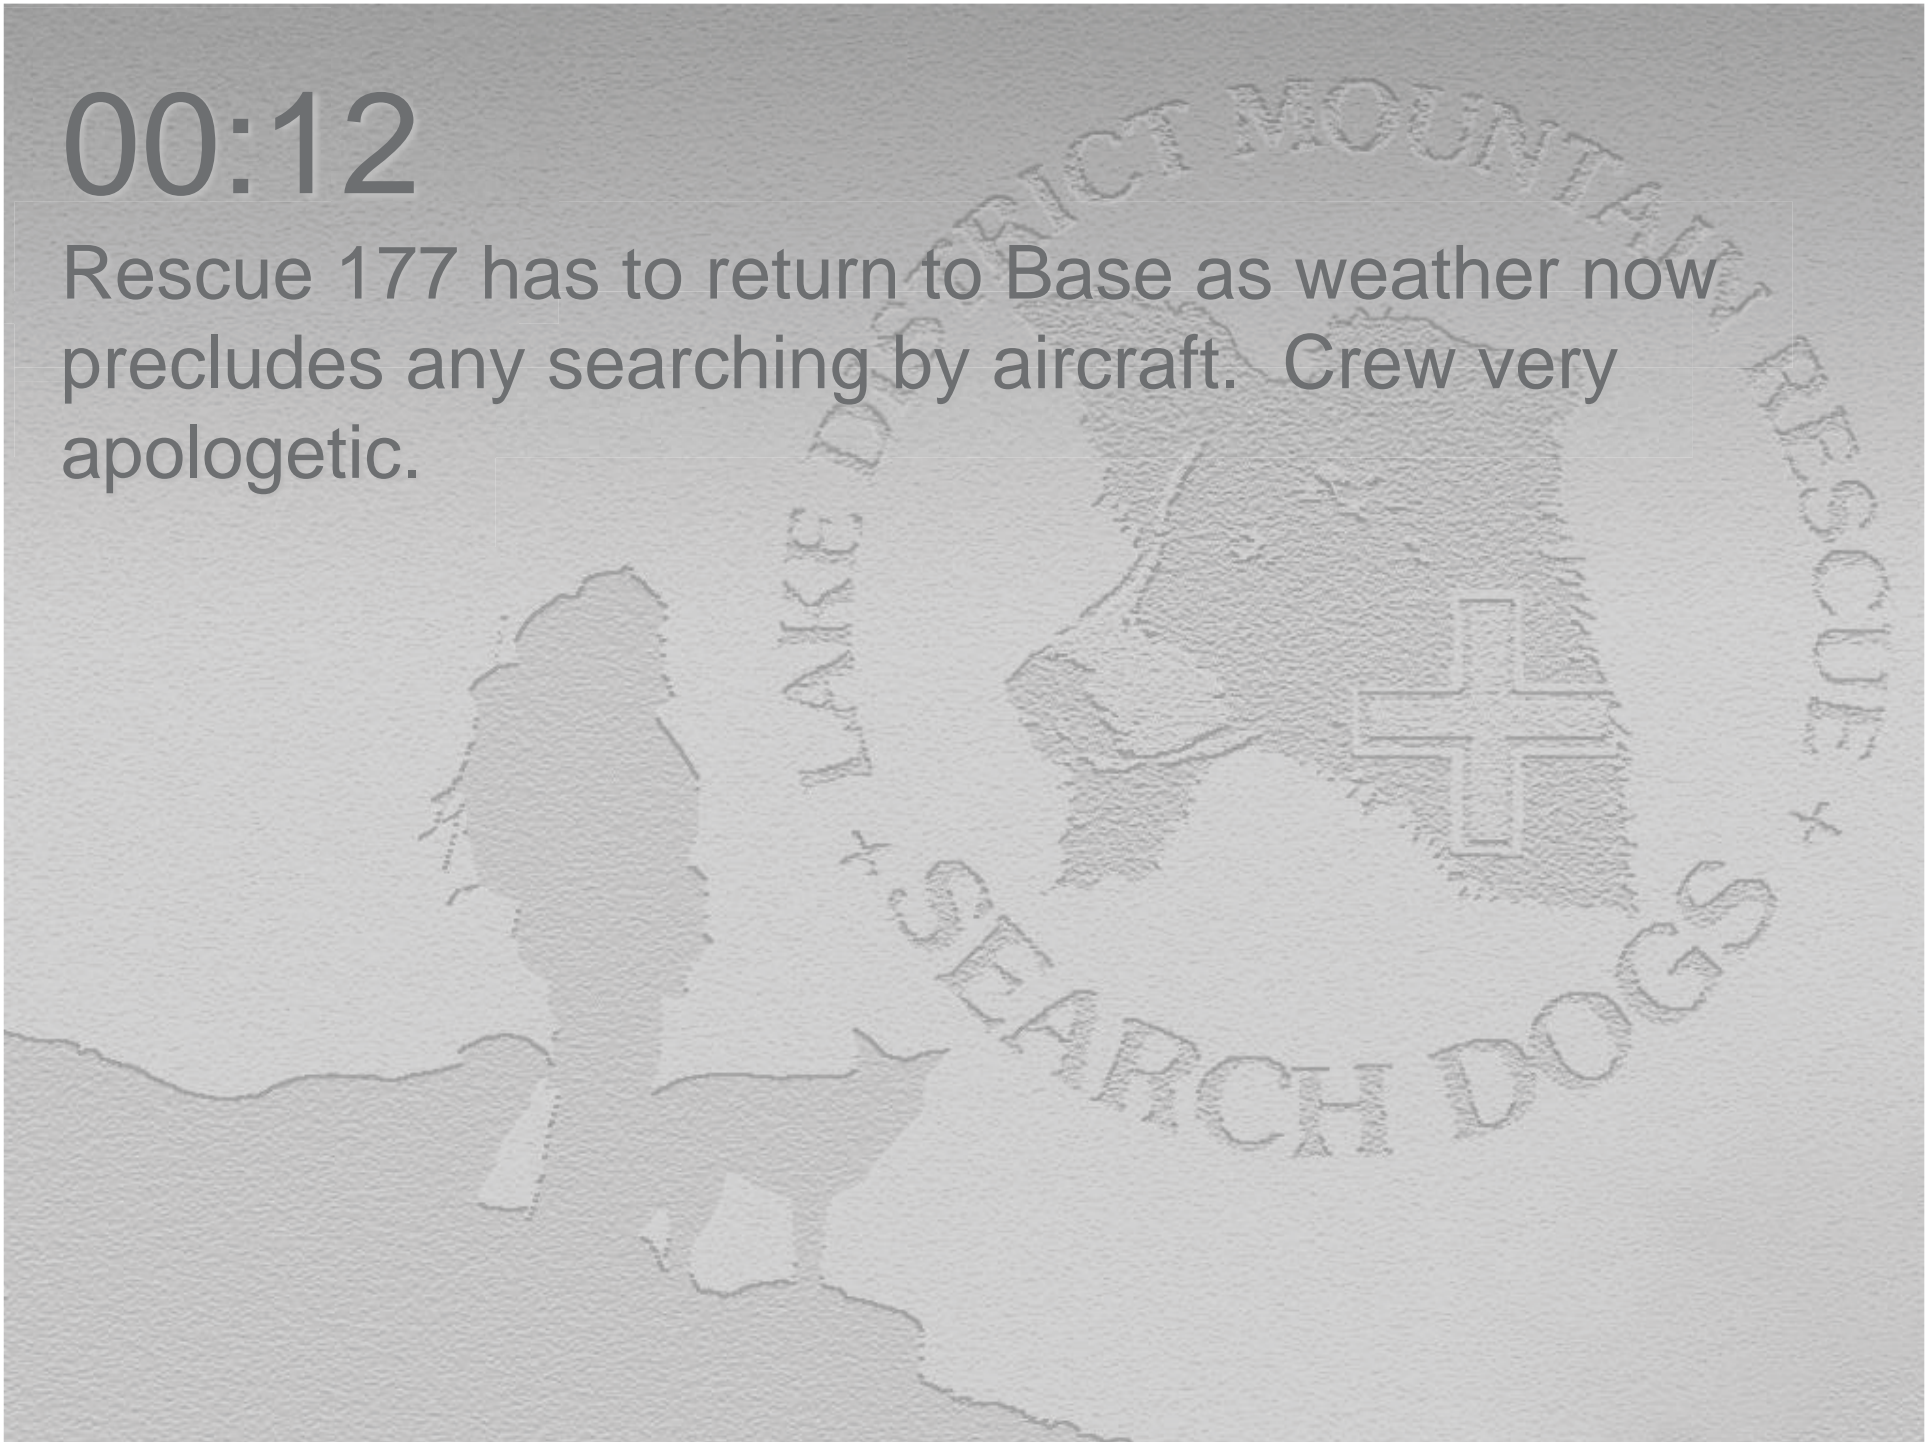 00:12
Rescue 177 has to return to Base as weather now
precludes any searching by aircraft.  Crew very
apologetic.
LAKE DISTRICT MOUNTAIN RESCUE
SEARCH DOGS